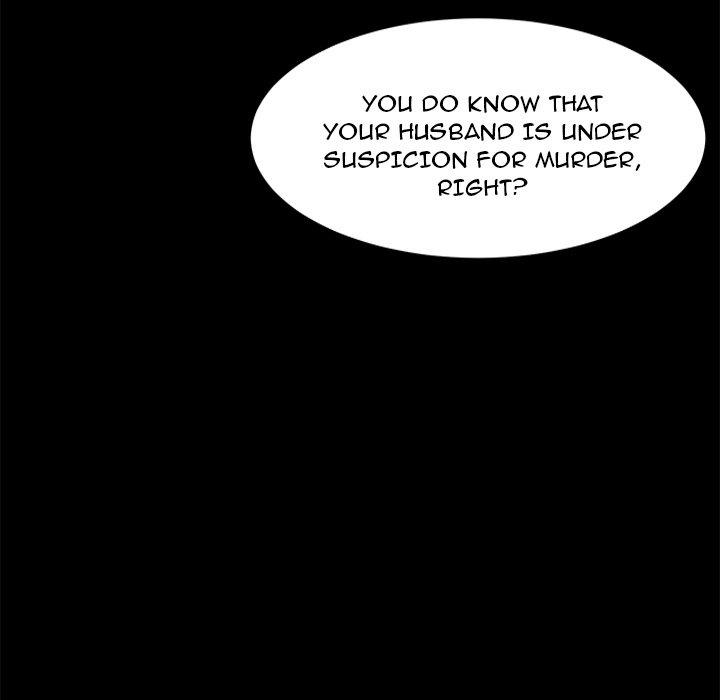 YOU DO KNOW THAT
YOUR HUSBAND IS UNDER
SUSPICION FOR MURDER,
RIGHT?